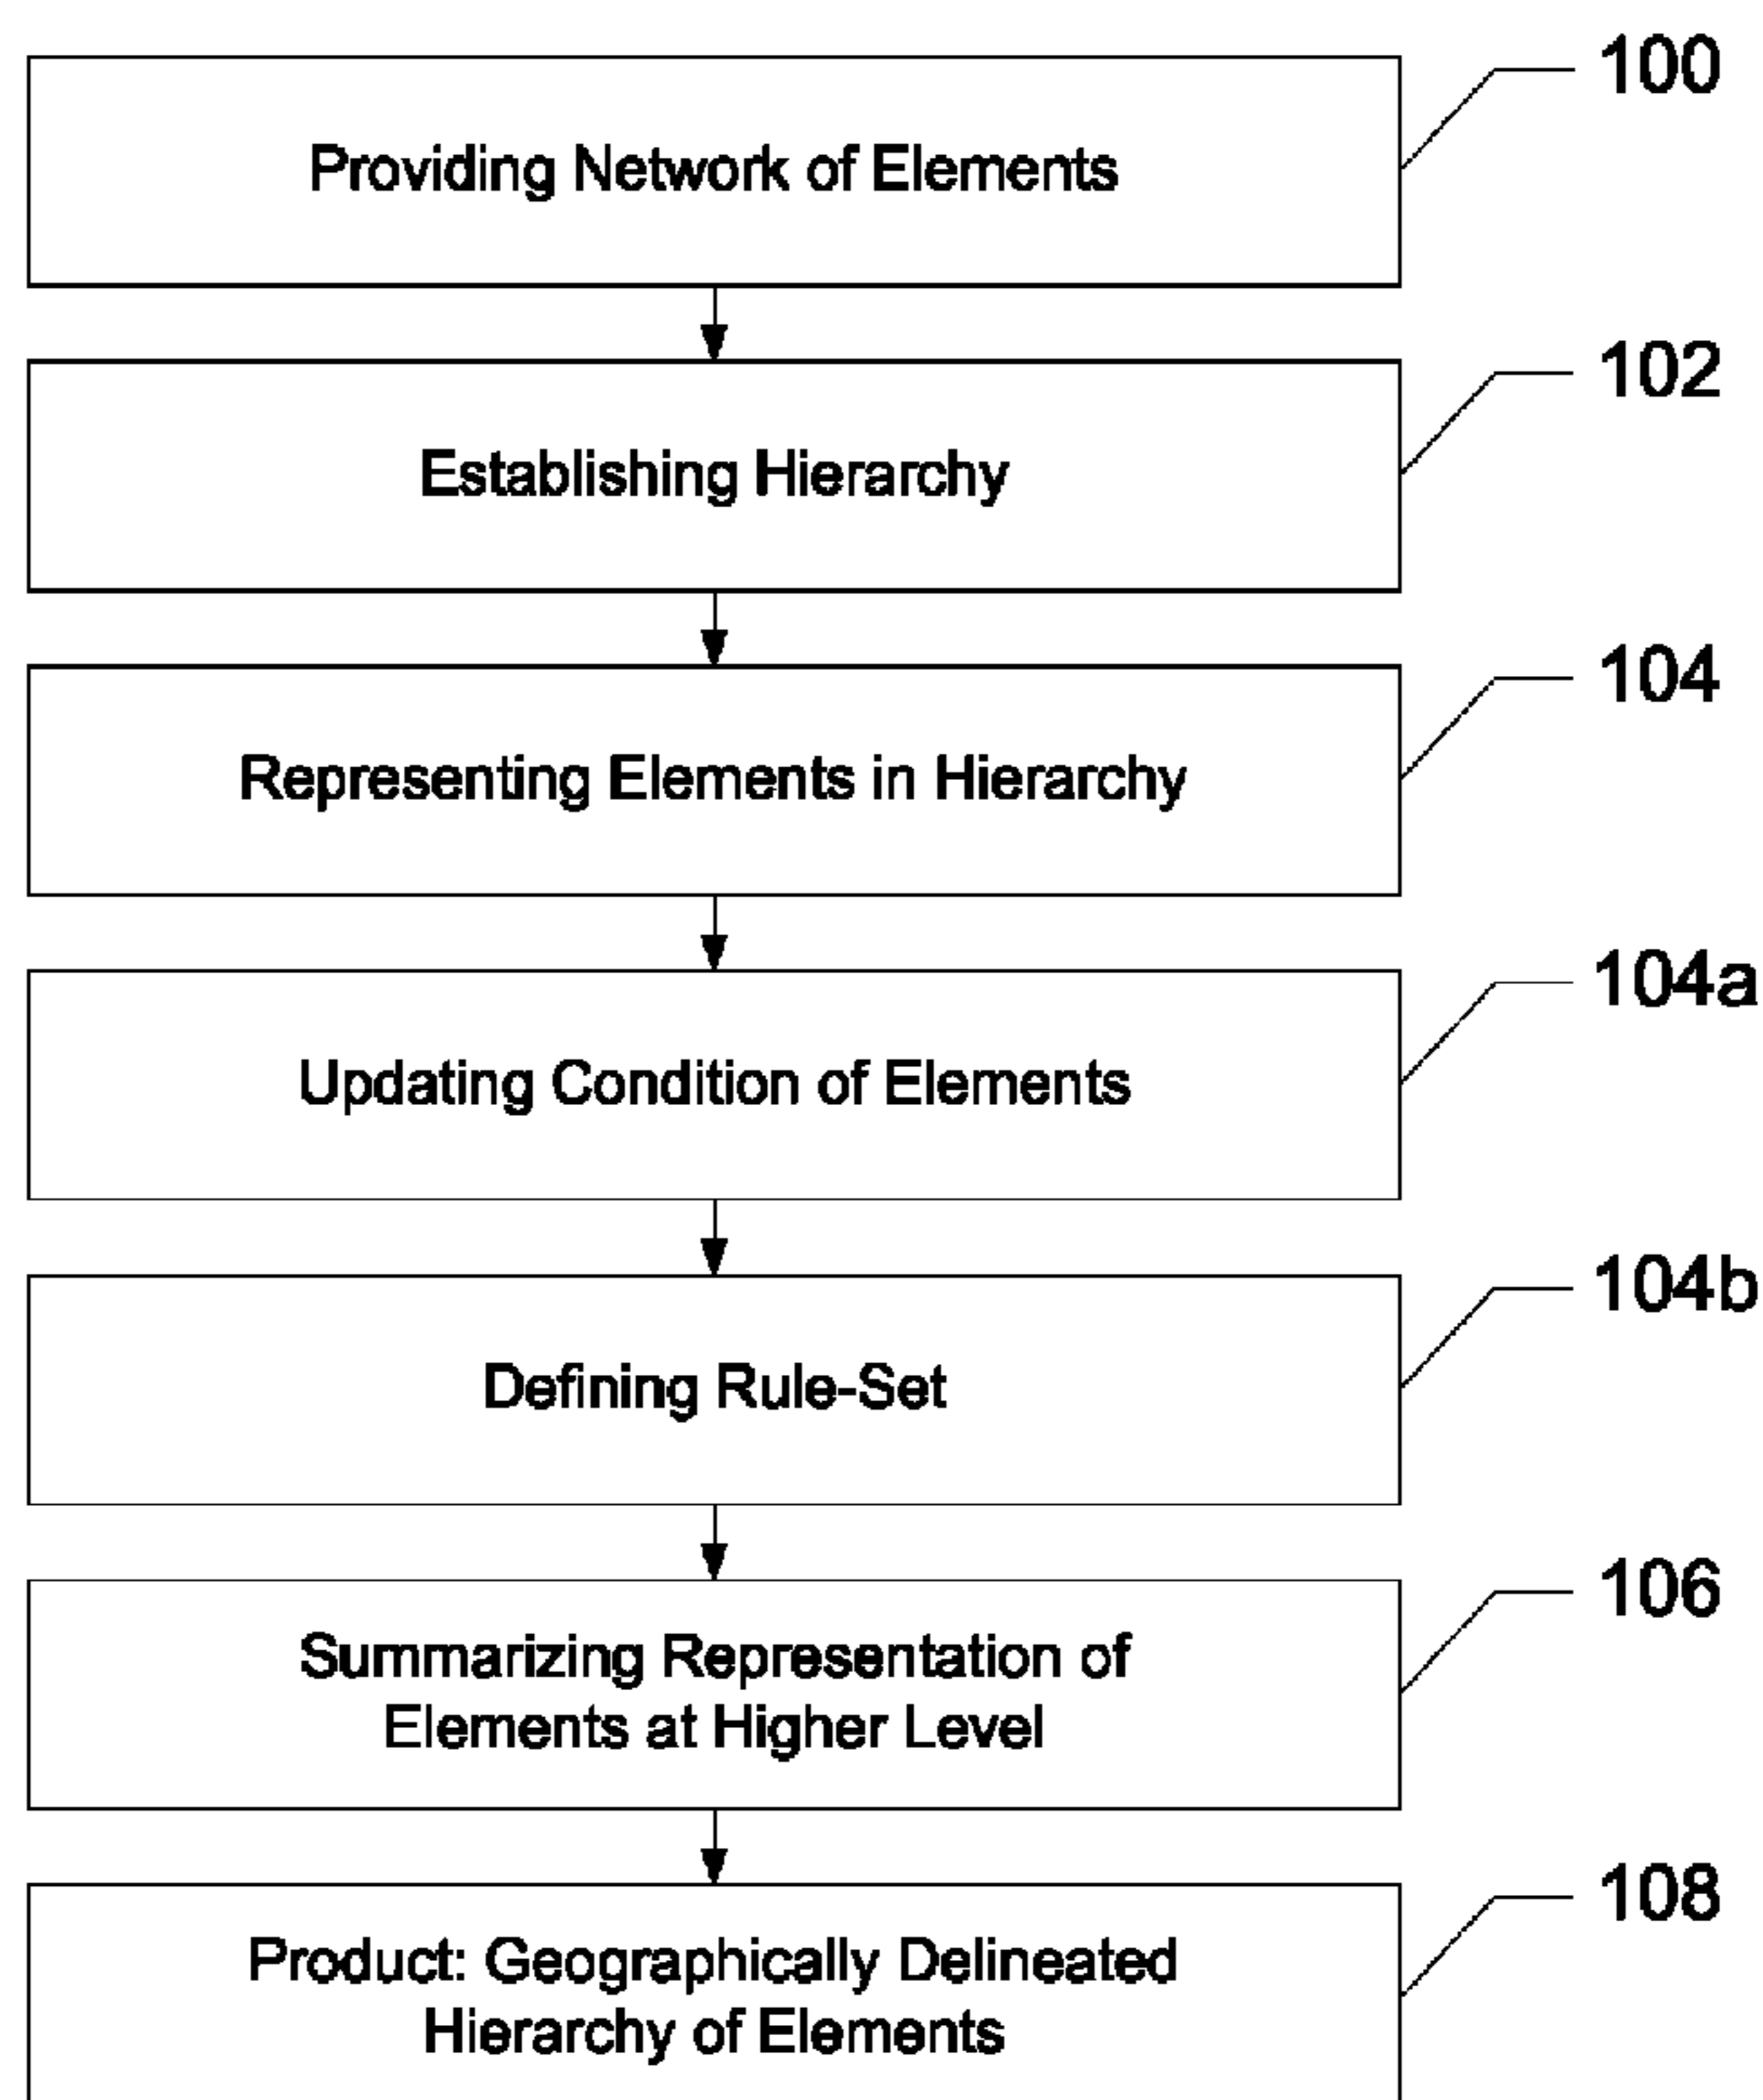 100
Providing Network of Elements
102
Establishing Hierarchy
104
Representing Elements in Hierarchy
104a
Updating Condition of Elements
104b
Defining Rule-Set
106
Summarizing Representation of
Elements at Higher Level
108
Product: Geographically Delineated
Hierarchy of Elements